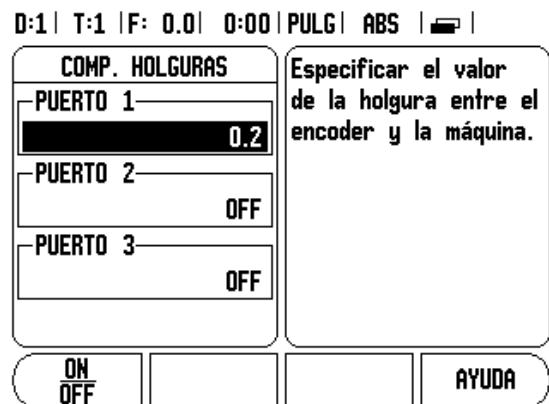 D:1 | T:1 | F: 0.0 | 0:00 | PULG | ABS | |
COMP. HOLGURAS
PUERTO 1
0.2
PUERTO 2
OFF
PUERTO 3
OFF
Especificar el valor
de la holgura entre el
encoder y la máquina.
ON
OFF
AYUDA